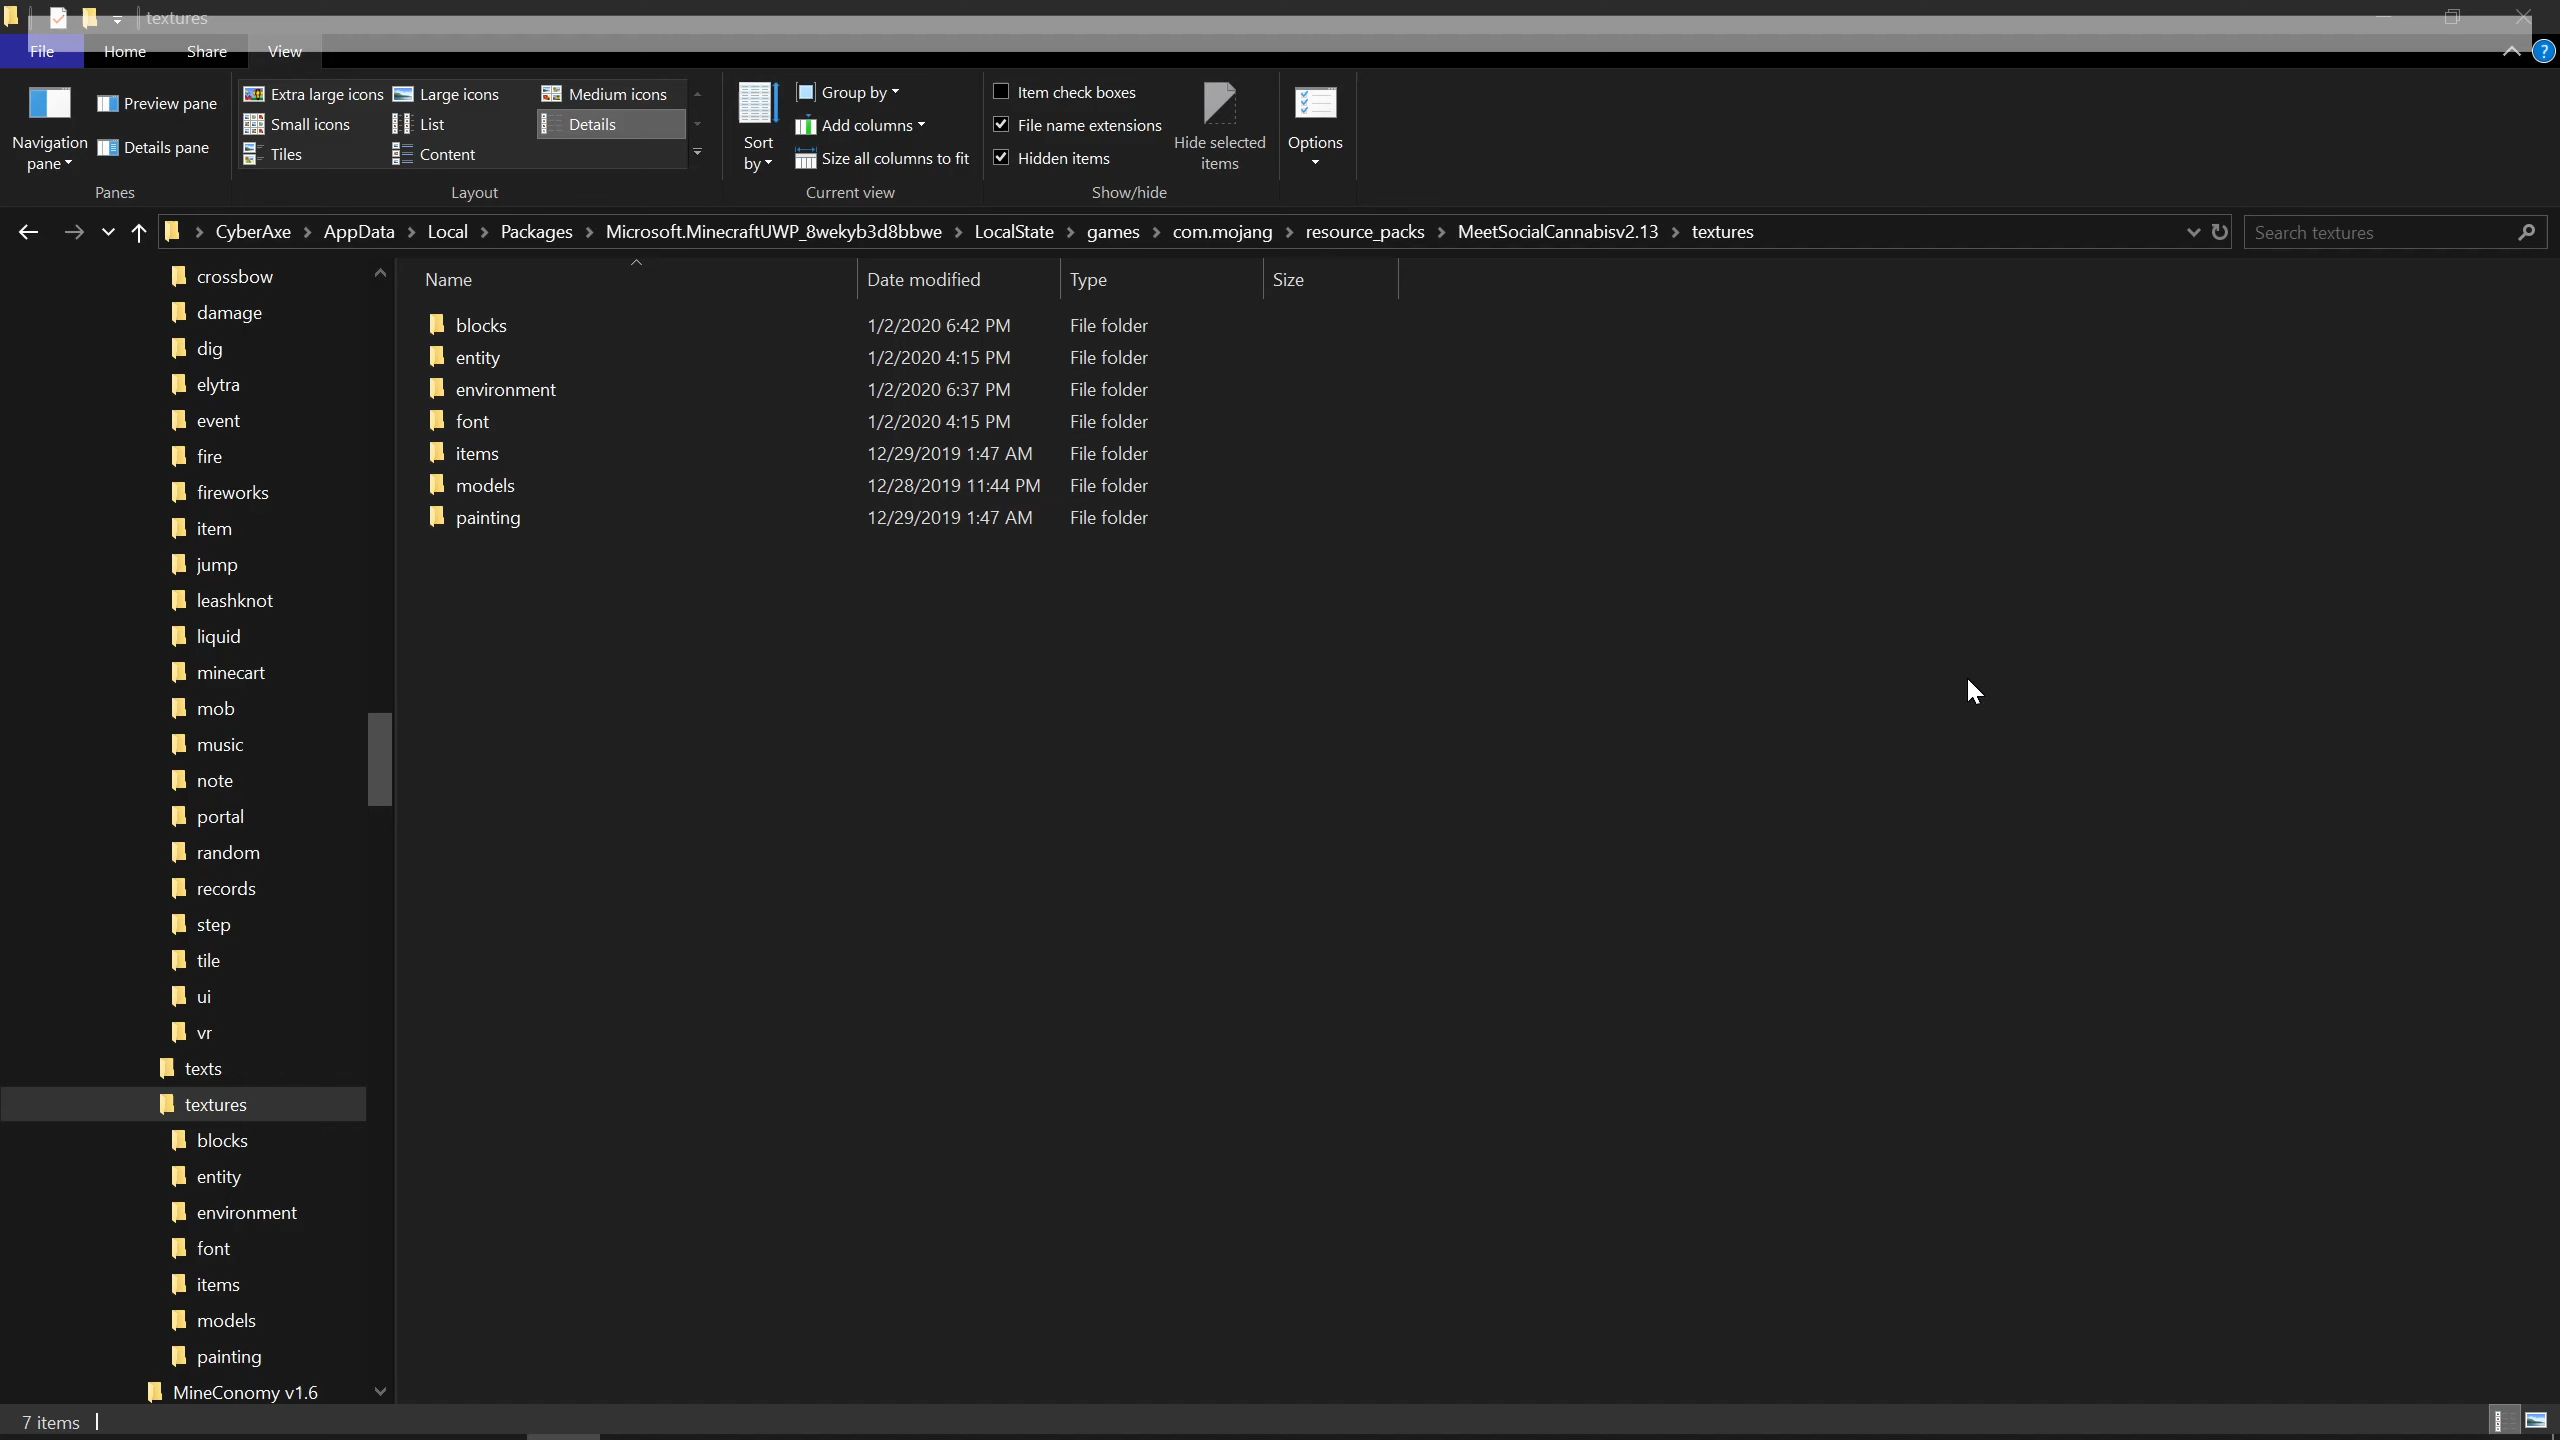 textures
File Home Share View
Navigation pane
Preview pane
Details pane
Panes
Extra large icons Large icons Medium icons
Small icons List Details
Tiles Content
Layout
Sort by
Group by
Add columns
Size all columns to fit
Current view
Item check boxes
File name extensions
Hidden items
Hide selected items
Show/hide
Options
?
CyberAxe > AppData > Local > Packages > Microsoft.MinecraftUWP_8wekyb3d8bbwe > LocalState > games > com.mojang > resource_packs > MeetSocialCannabisv2.13 > textures
Search textures
crossbow
damage
dig
elytra
event
fire
fireworks
item
jump
leashknot
liquid
minecart
mob
music
note
portal
random
records
step
tile
ui
vr
texts
textures
blocks
entity
environment
font
items
models
painting
MineConomy v1.6
Name Date modified Type Size
blocks 1/2/2020 6:42 PM File folder
entity 1/2/2020 4:15 PM File folder
environment 1/2/2020 6:37 PM File folder
font 1/2/2020 4:15 PM File folder
items 12/29/2019 1:47 AM File folder
models 12/28/2019 11:44 PM File folder
painting 12/29/2019 1:47 AM File folder
7 items